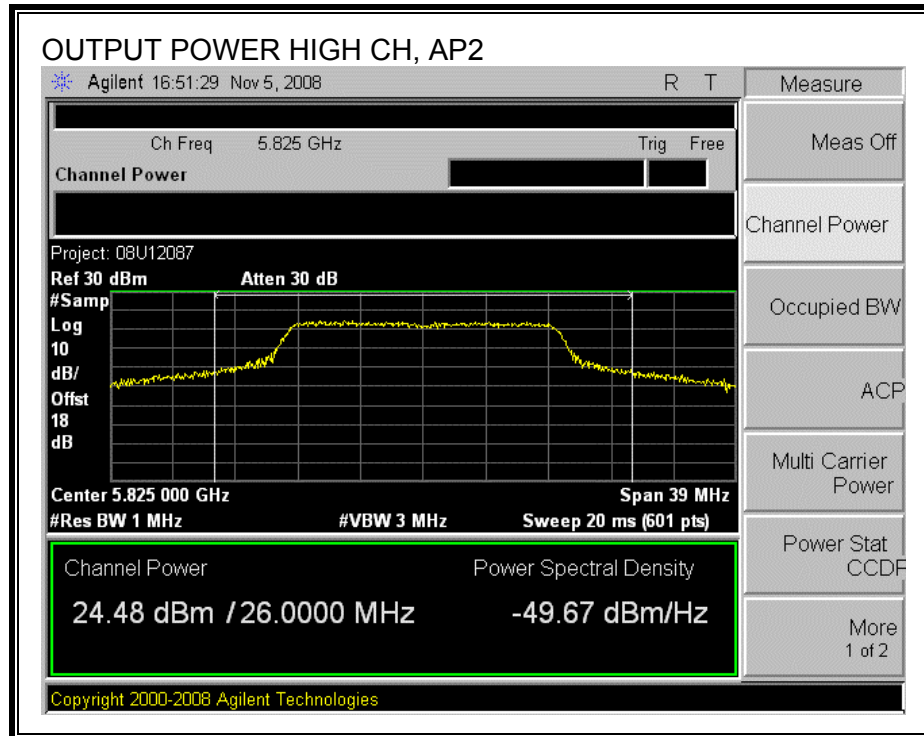 OUTPUT POWER HIGH CH, AP2
Agilent 16:51:29 Nov 5, 2008 R T
Measure
Ch Freq 5.825 GHz Trig Free
Meas Off
Channel Power
Channel Power
Project: 08U12087
Ref 30 dBm Atten 30 dB
#Samp
Log
10
dB/
Offst
18
dB
Occupied BW
ACP
Multi Carrier
Power
Center 5.825 000 GHz Span 39 MHz
#Res BW 1 MHz #VBW 3 MHz Sweep 20 ms (601 pts)
Power Stat
CCDF
Channel Power Power Spectral Density
24.48 dBm / 26.0000 MHz -49.67 dBm/Hz
More
1 of 2
Copyright 2000-2008 Agilent Technologies